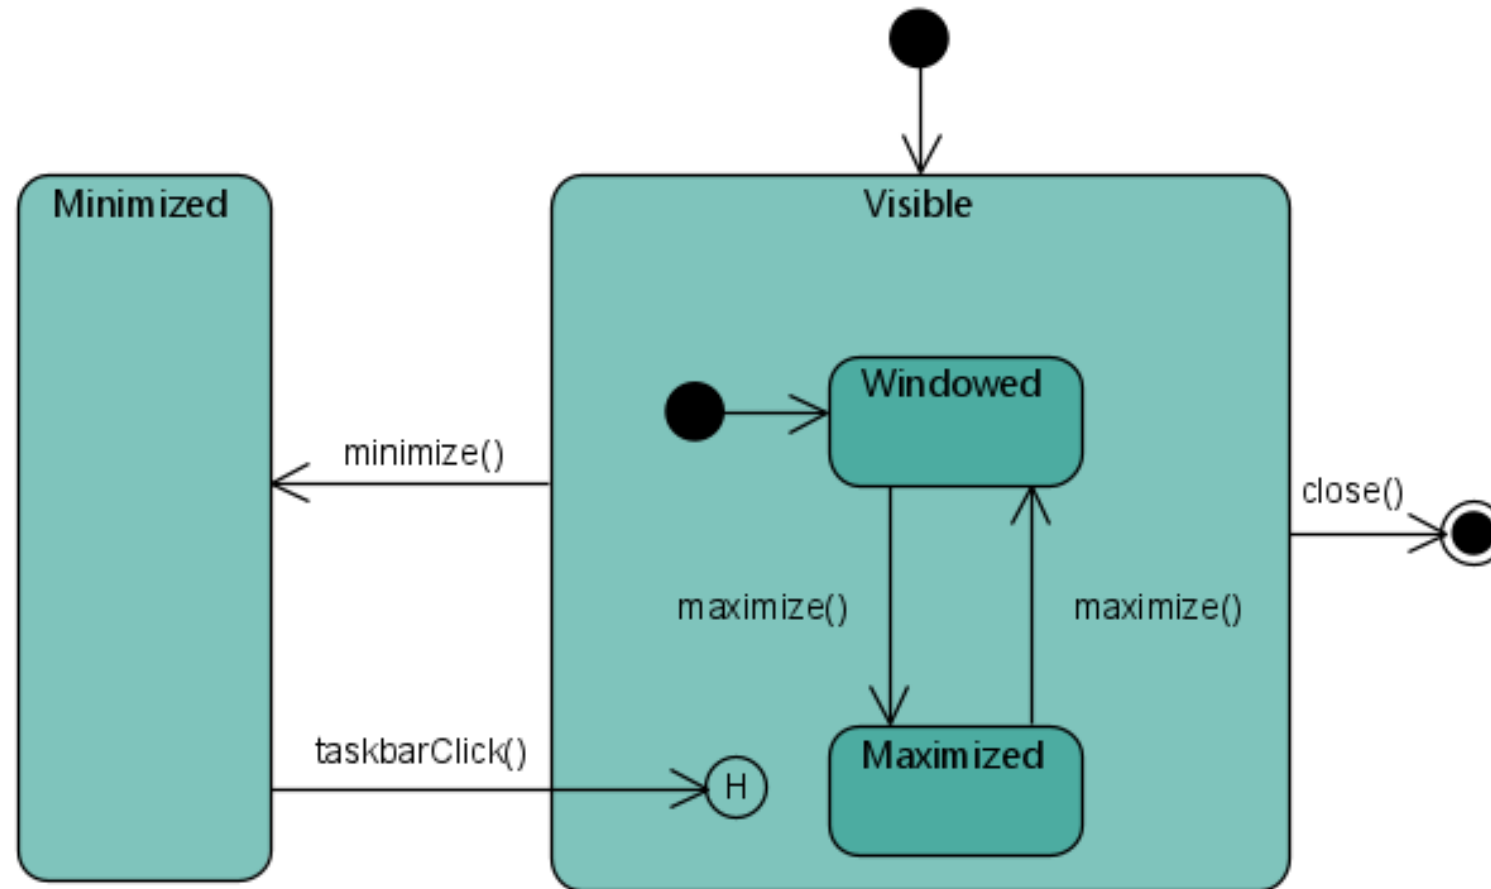 Minimized
Visible
Windowed
minimize()
close()
maximize()
maximize()
taskbarClick()
Maximized
H